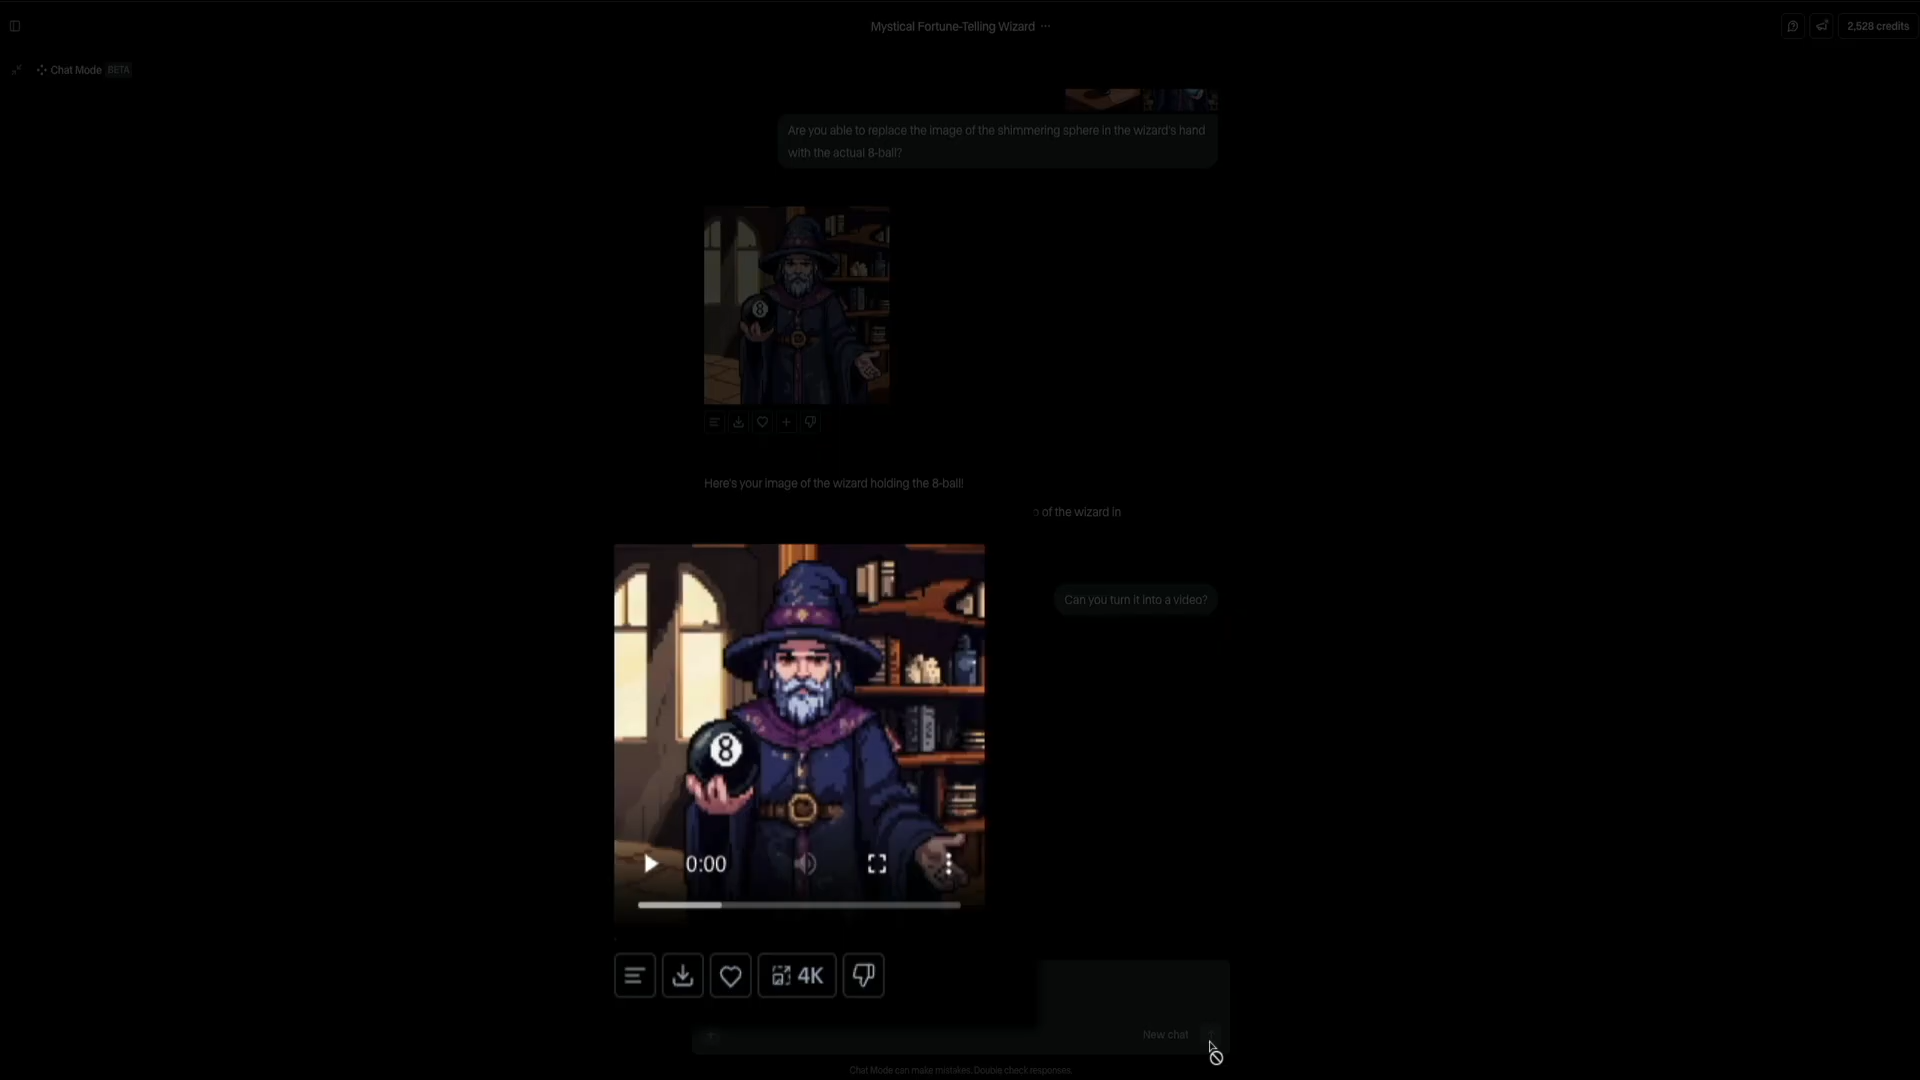 Mystical Fortune-Telling Wizard ...
2,528 credits
Chat Mode BETA
Are you able to replace the image of the shimmering sphere in the wizard's hand
with the actual 8-ball?
8
Here's your image of the wizard holding the 8-ball!
of the wizard in
Can you turn it into a video?
8
0:00
4K
New chat
Chat Mode can make mistakes. Double check responses.